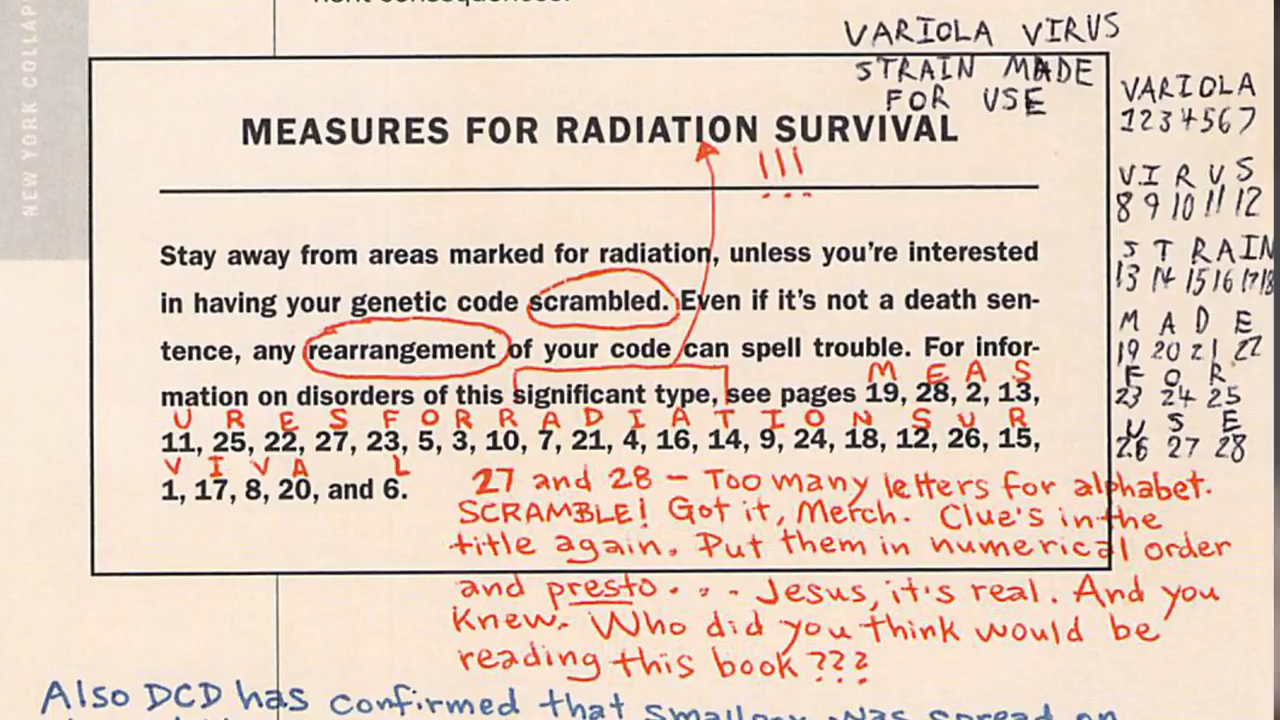 nent consequences.
NEW YORK COLLAP
VARIOLA VIRUS
STRAIN MADE
FOR USE
MEASURES FOR RADIATION SURVIVAL
!!!
Stay away from areas marked for radiation, unless you're interested
in having your genetic code scrambled. Even if it's not a death sen-
tence, any rearrangement of your code can spell trouble. For infor-
M E A S
mation on disorders of this significant type, see pages 19, 28, 2, 13,
U R E S F O R R A D I A T I O N S U R
11, 25, 22, 27, 23, 5, 3, 10, 7, 21, 4, 16, 14, 9, 24, 18, 12, 26, 15,
V I V A L
1, 17, 8, 20, and 6.
VARIOLA
1234567
VIRUS
8 9 10 11 12
STRAIN
13 14 15 16 17 18
MADE
19 20 21 22
FOR
23 24 25
USE
26 27 28
27 and 28 – Too many letters for alphabet.
SCRAMBLE! Got it, Merch. Clue's in the
title again. Put them in numerical order
and presto... Jesus, it's real. And you
knew. Who did you think would be
reading this book???
Also DCD has confirmed that smallpox was spread on